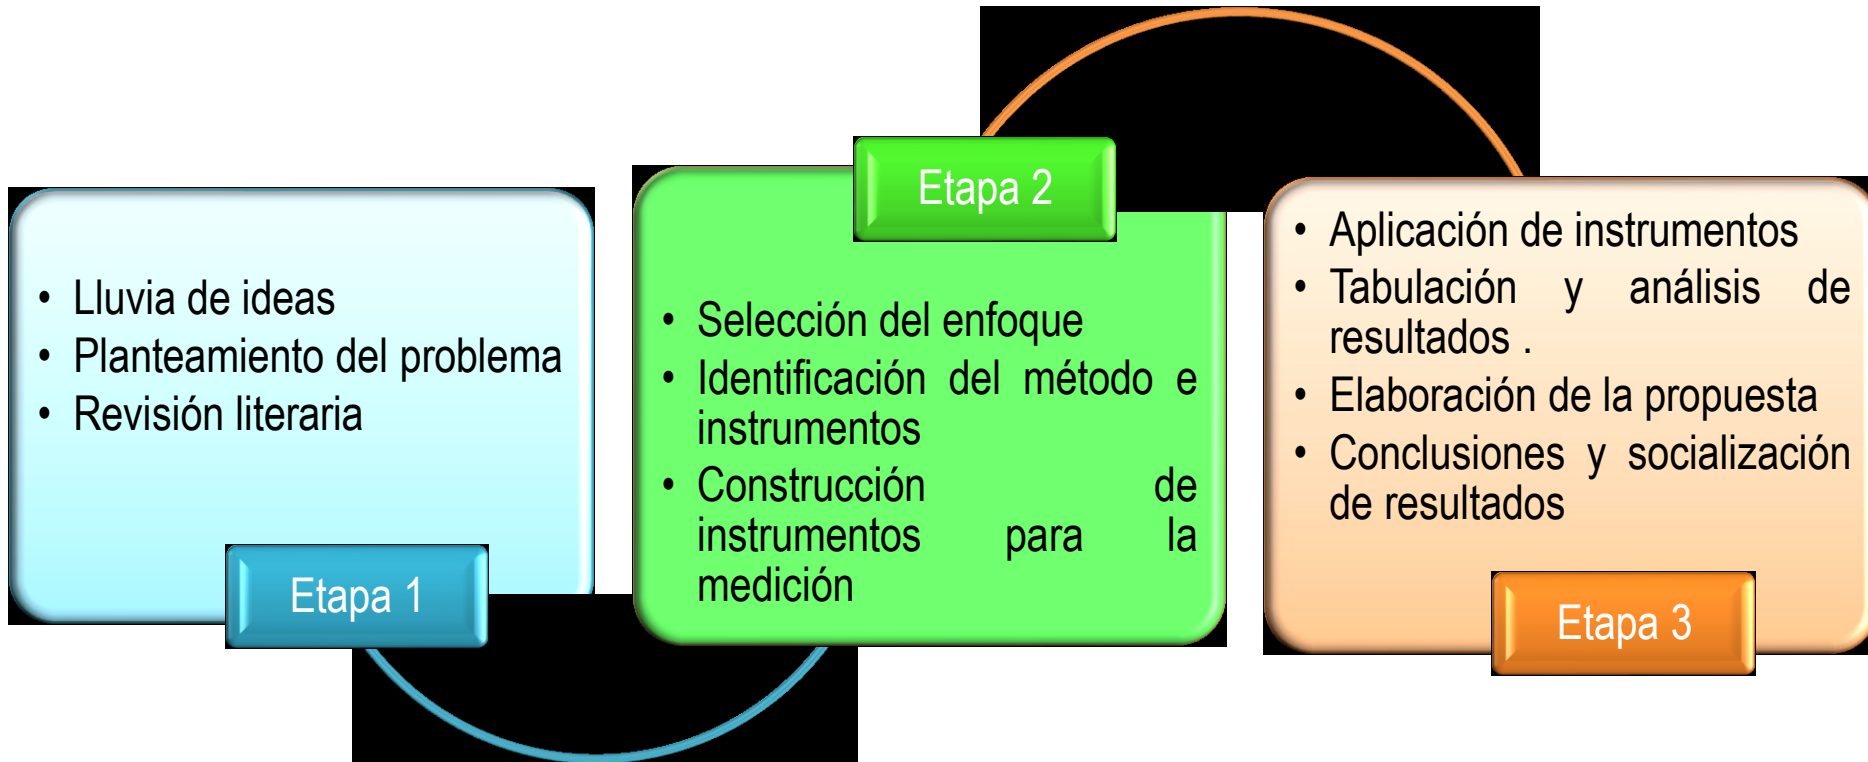 • Lluvia de ideas
• Planteamiento del problema
• Revisión literaria
Etapa 1
Etapa 2
• Selección del enfoque
• Identificación del método e
instrumentos
• Construcción de
instrumentos para la
medición
• Aplicación de instrumentos
• Tabulación y análisis de
resultados .
• Elaboración de la propuesta
• Conclusiones y socialización
de resultados
Etapa 3